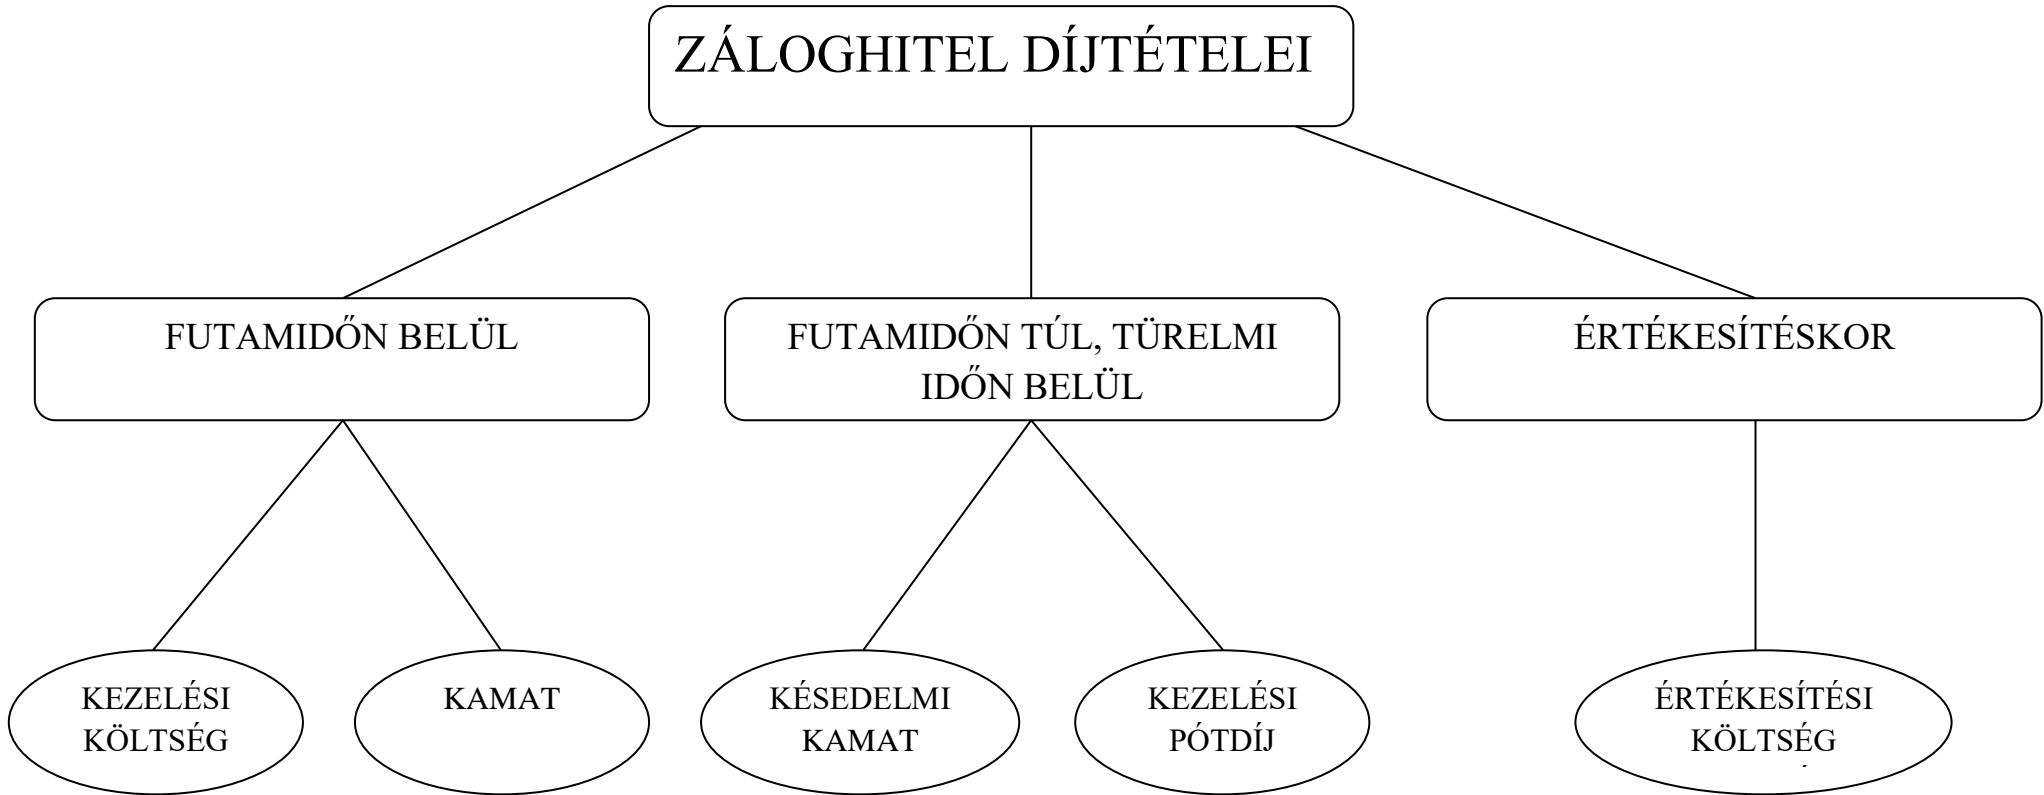 ZÁLOGHITEL DÍJTÉTELEI
FUTAMIDŐN BELÜL
FUTAMIDŐN TÚL, TÜRELMI
IDŐN BELÜL
ÉRTÉKESÍTÉSKOR
KEZELÉSI
KÖLTSÉG
KAMAT
KÉSEDELMI
KAMAT
KEZELÉSI
PÓTDÍJ
ÉRTÉKESÍTÉSI
KÖLTSÉG